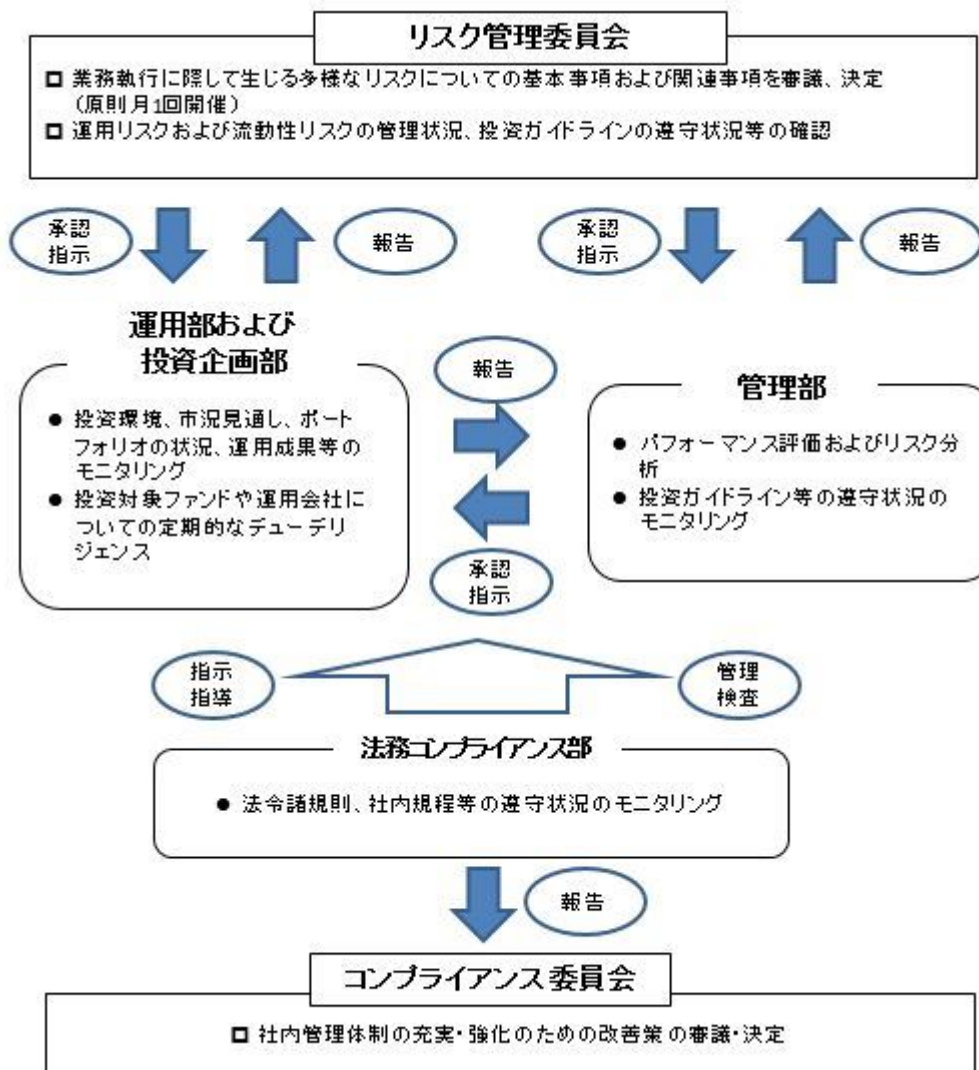 リスク管理委員会
□ 業務執行に際して生じる多様なリスクについての基本事項および関連事項を審議、決定
（原則月1回開催）
□ 運用リスクおよび流動性リスクの管理状況、投資ガイドラインの遵守状況等の確認
承認
指示
報告
承認
指示
報告
運用部および
投資企画部
● 投資環境、市況見通し、ポート
フォリオの状況、運用成果等の
モニタリング
● 投資対象ファンドや運用会社に
ついての定期的なデューデリ
ジェンス
報告
承認
指示
管理部
● パフォーマンス評価およびリスク分
析
● 投資ガイドライン等の遵守状況の
モニタリング
指示
指導
管理
検査
法務コンプライアンス部
● 法令諸規則、社内規程等の遵守状況のモニタリング
報告
コンプライアンス委員会
□ 社内管理体制の充実・強化のための改善策の審議・決定